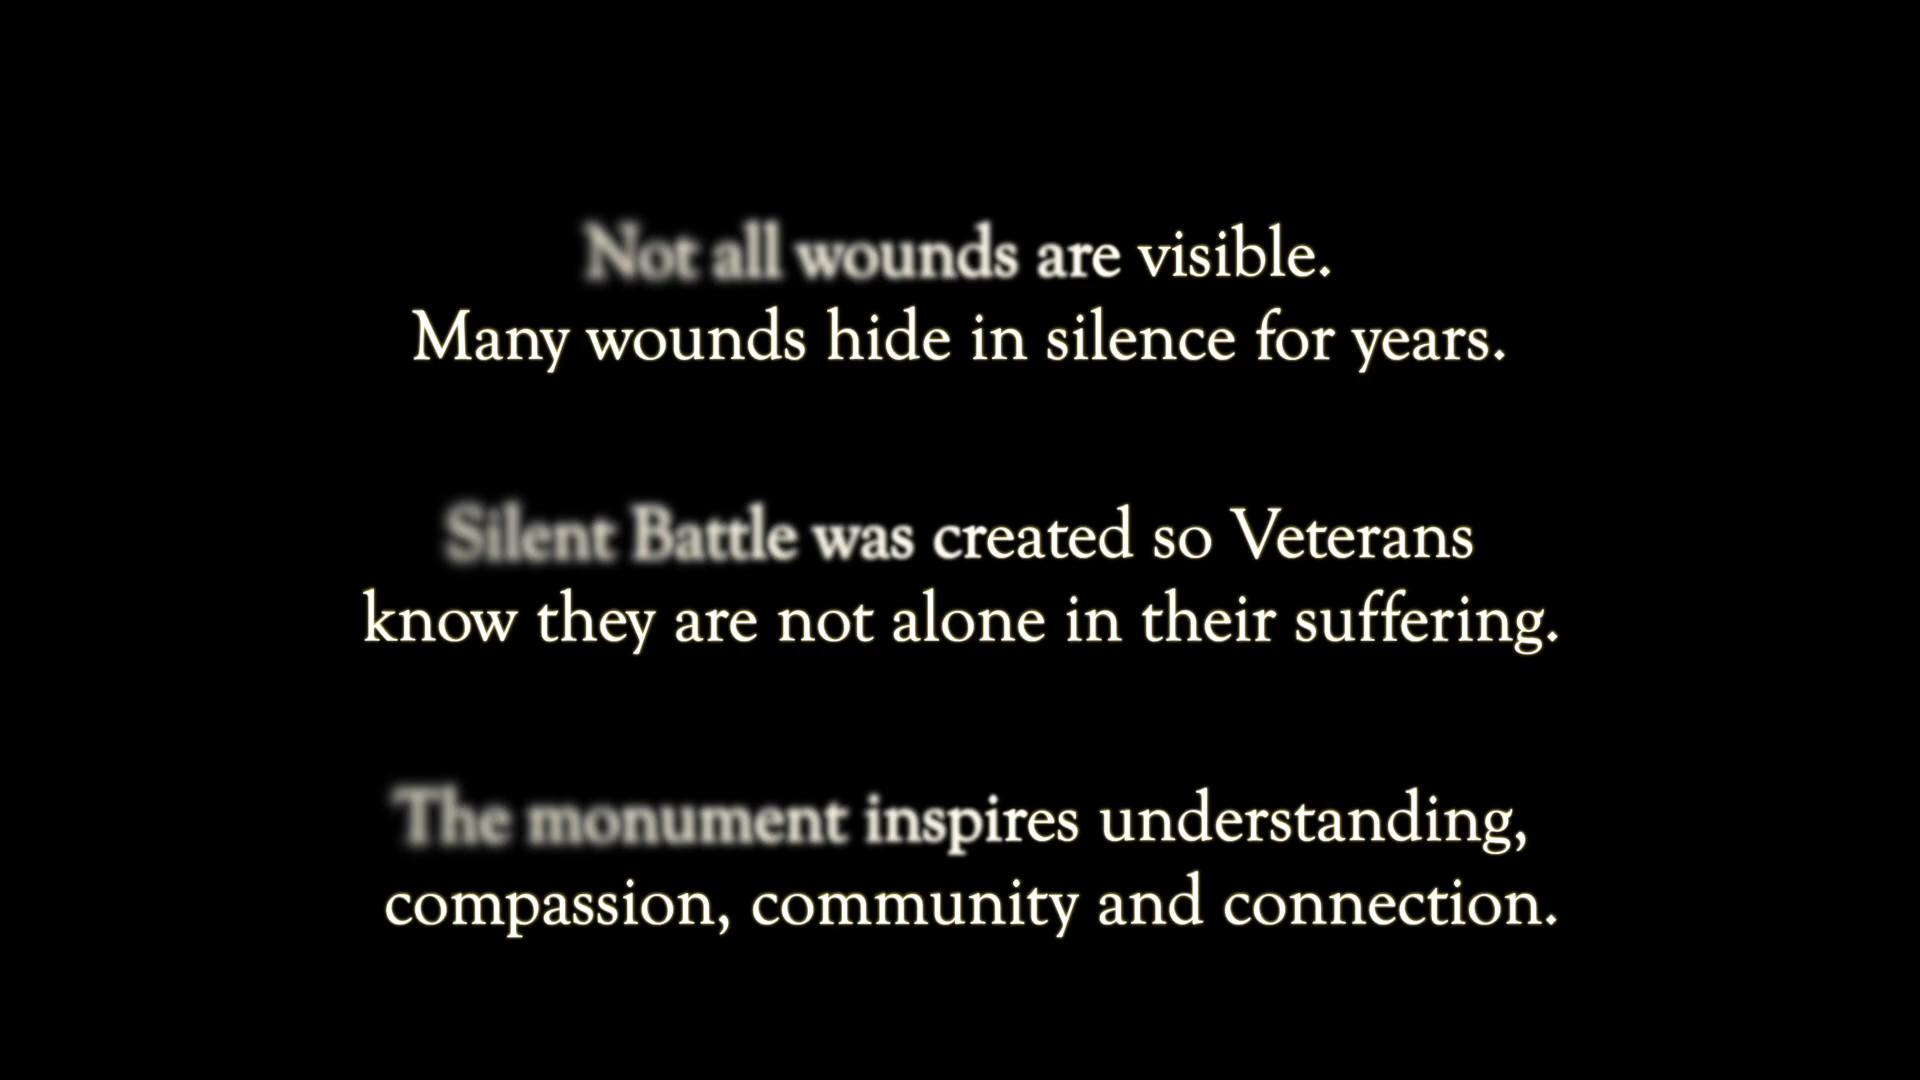 Not all wounds are visible.
Many wounds hide in silence for years.
Silent Battle was created so Veterans
know they are not alone in their suffering.
The monument inspires understanding,
compassion, community and connection.